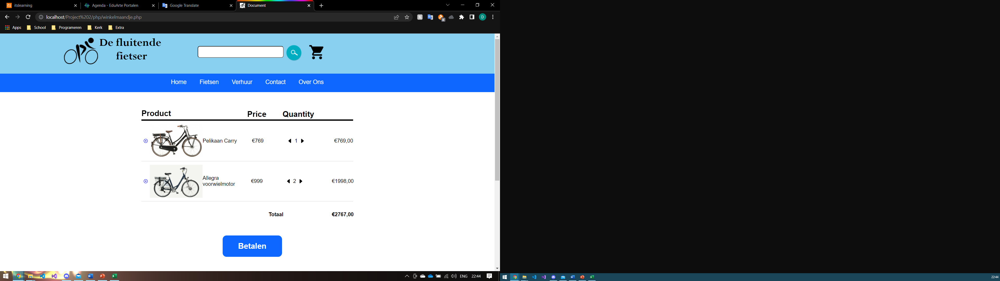 itslearning
Agenda - EduArte Portalen
Google Translate
Document
localhost/Project%202/php/winkelmaandje.php
0
D
Apps
School
Programeren
Kerk
Extra
De fluitende
fietser
Home
Fietsen
Verhuur
Contact
Over Ons
Product
Price
Quantity
Pelikaan Carry
€769
1
€769,00
Allegra
voorwielmotor
€999
2
€1998,00
Totaal
€2767,00
Betalen
ENG
22:44
22:44